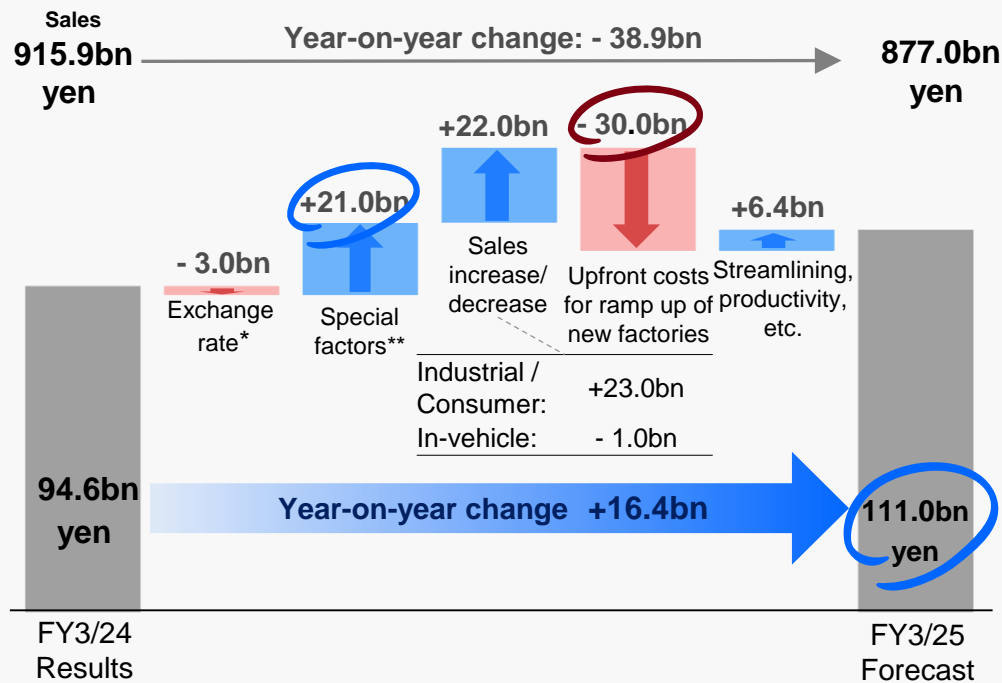 Sales
915.9bn
yen
Year-on-year change: - 38.9bn
877.0bn
yen
- 3.0bn
Exchange
rate*
+21.0bn
Special
factors**
+22.0bn
Sales
increase/
decrease
- 30.0bn
Upfront costs
for ramp up of
new factories
+6.4bn
Streamlining,
productivity,
etc.
Industrial /
Consumer:
+23.0bn
In-vehicle:
- 1.0bn
94.6bn
yen
Year-on-year change +16.4bn
111.0bn
yen
FY3/24
Results
FY3/25
Forecast